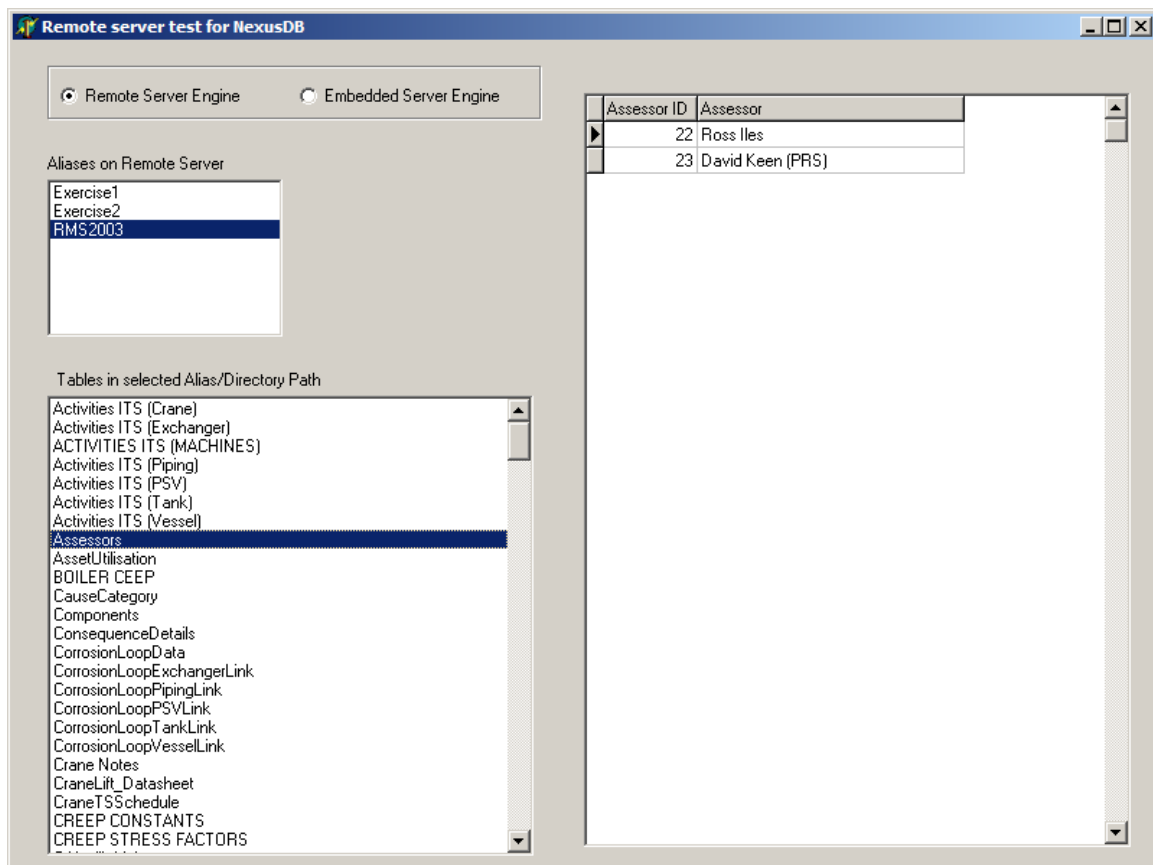 Remote server test for NexusDB
Remote Server Engine
Embedded Server Engine
Aliases on Remote Server
Exercise1
Exercise2
RMS2003
Tables in selected Alias/Directory Path
Activities ITS (Crane)
Activities ITS (Exchanger)
ACTIVITIES ITS (MACHINES)
Activities ITS (Piping)
Activities ITS (PSV)
Activities ITS (Tank)
Activities ITS (Vessel)
Assessors
AssetUtilisation
BOILER CEEP
CauseCategory
Components
ConsequenceDetails
CorrosionLoopData
CorrosionLoopExchangerLink
CorrosionLoopPipingLink
CorrosionLoopPSVLink
CorrosionLoopTankLink
CorrosionLoopVesselLink
Crane Notes
CraneLift_Datasheet
CraneTSSchedule
CREEP CONSTANTS
CREEP STRESS FACTORS
Assessor ID Assessor
22 Ross Iles
23 David Keen (PRS)